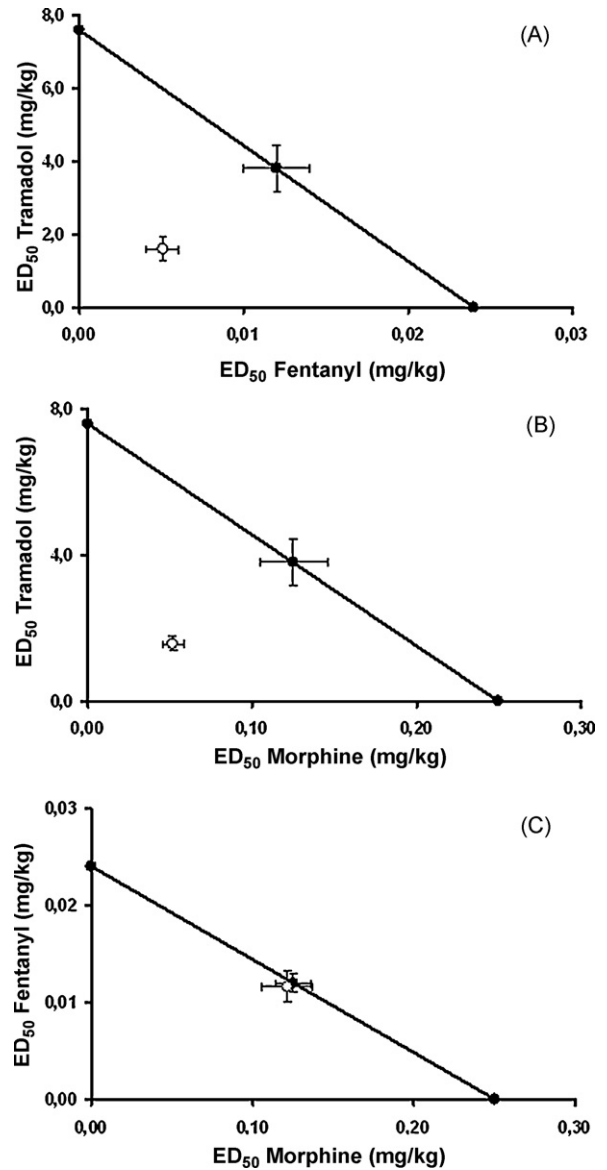 (A)
8,0
6,0
4,0
2,0
0,0
ED50 Tramadol (mg/kg)
0,00 0,01 0,02 0,03
ED50 Fentanyl (mg/kg)
(B)
8,0
4,0
0,0
ED50 Tramadol (mg/kg)
0,00 0,10 0,20 0,30
ED50 Morphine (mg/kg)
(C)
0,03
0,02
0,01
0,00
ED50 Fentanyl (mg/kg)
0,00 0,10 0,20 0,30
ED50 Morphine (mg/kg)